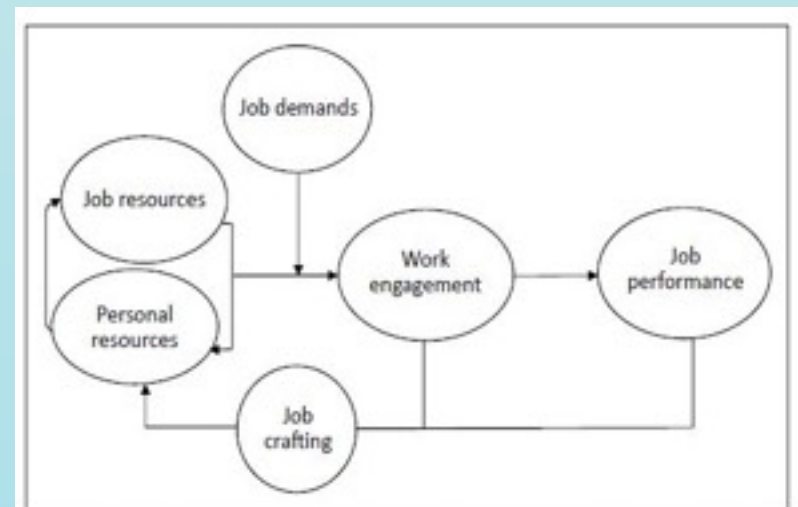 Job demands
Job resources
Work
engagement
Job
performance
Personal
resources
Job
crafting